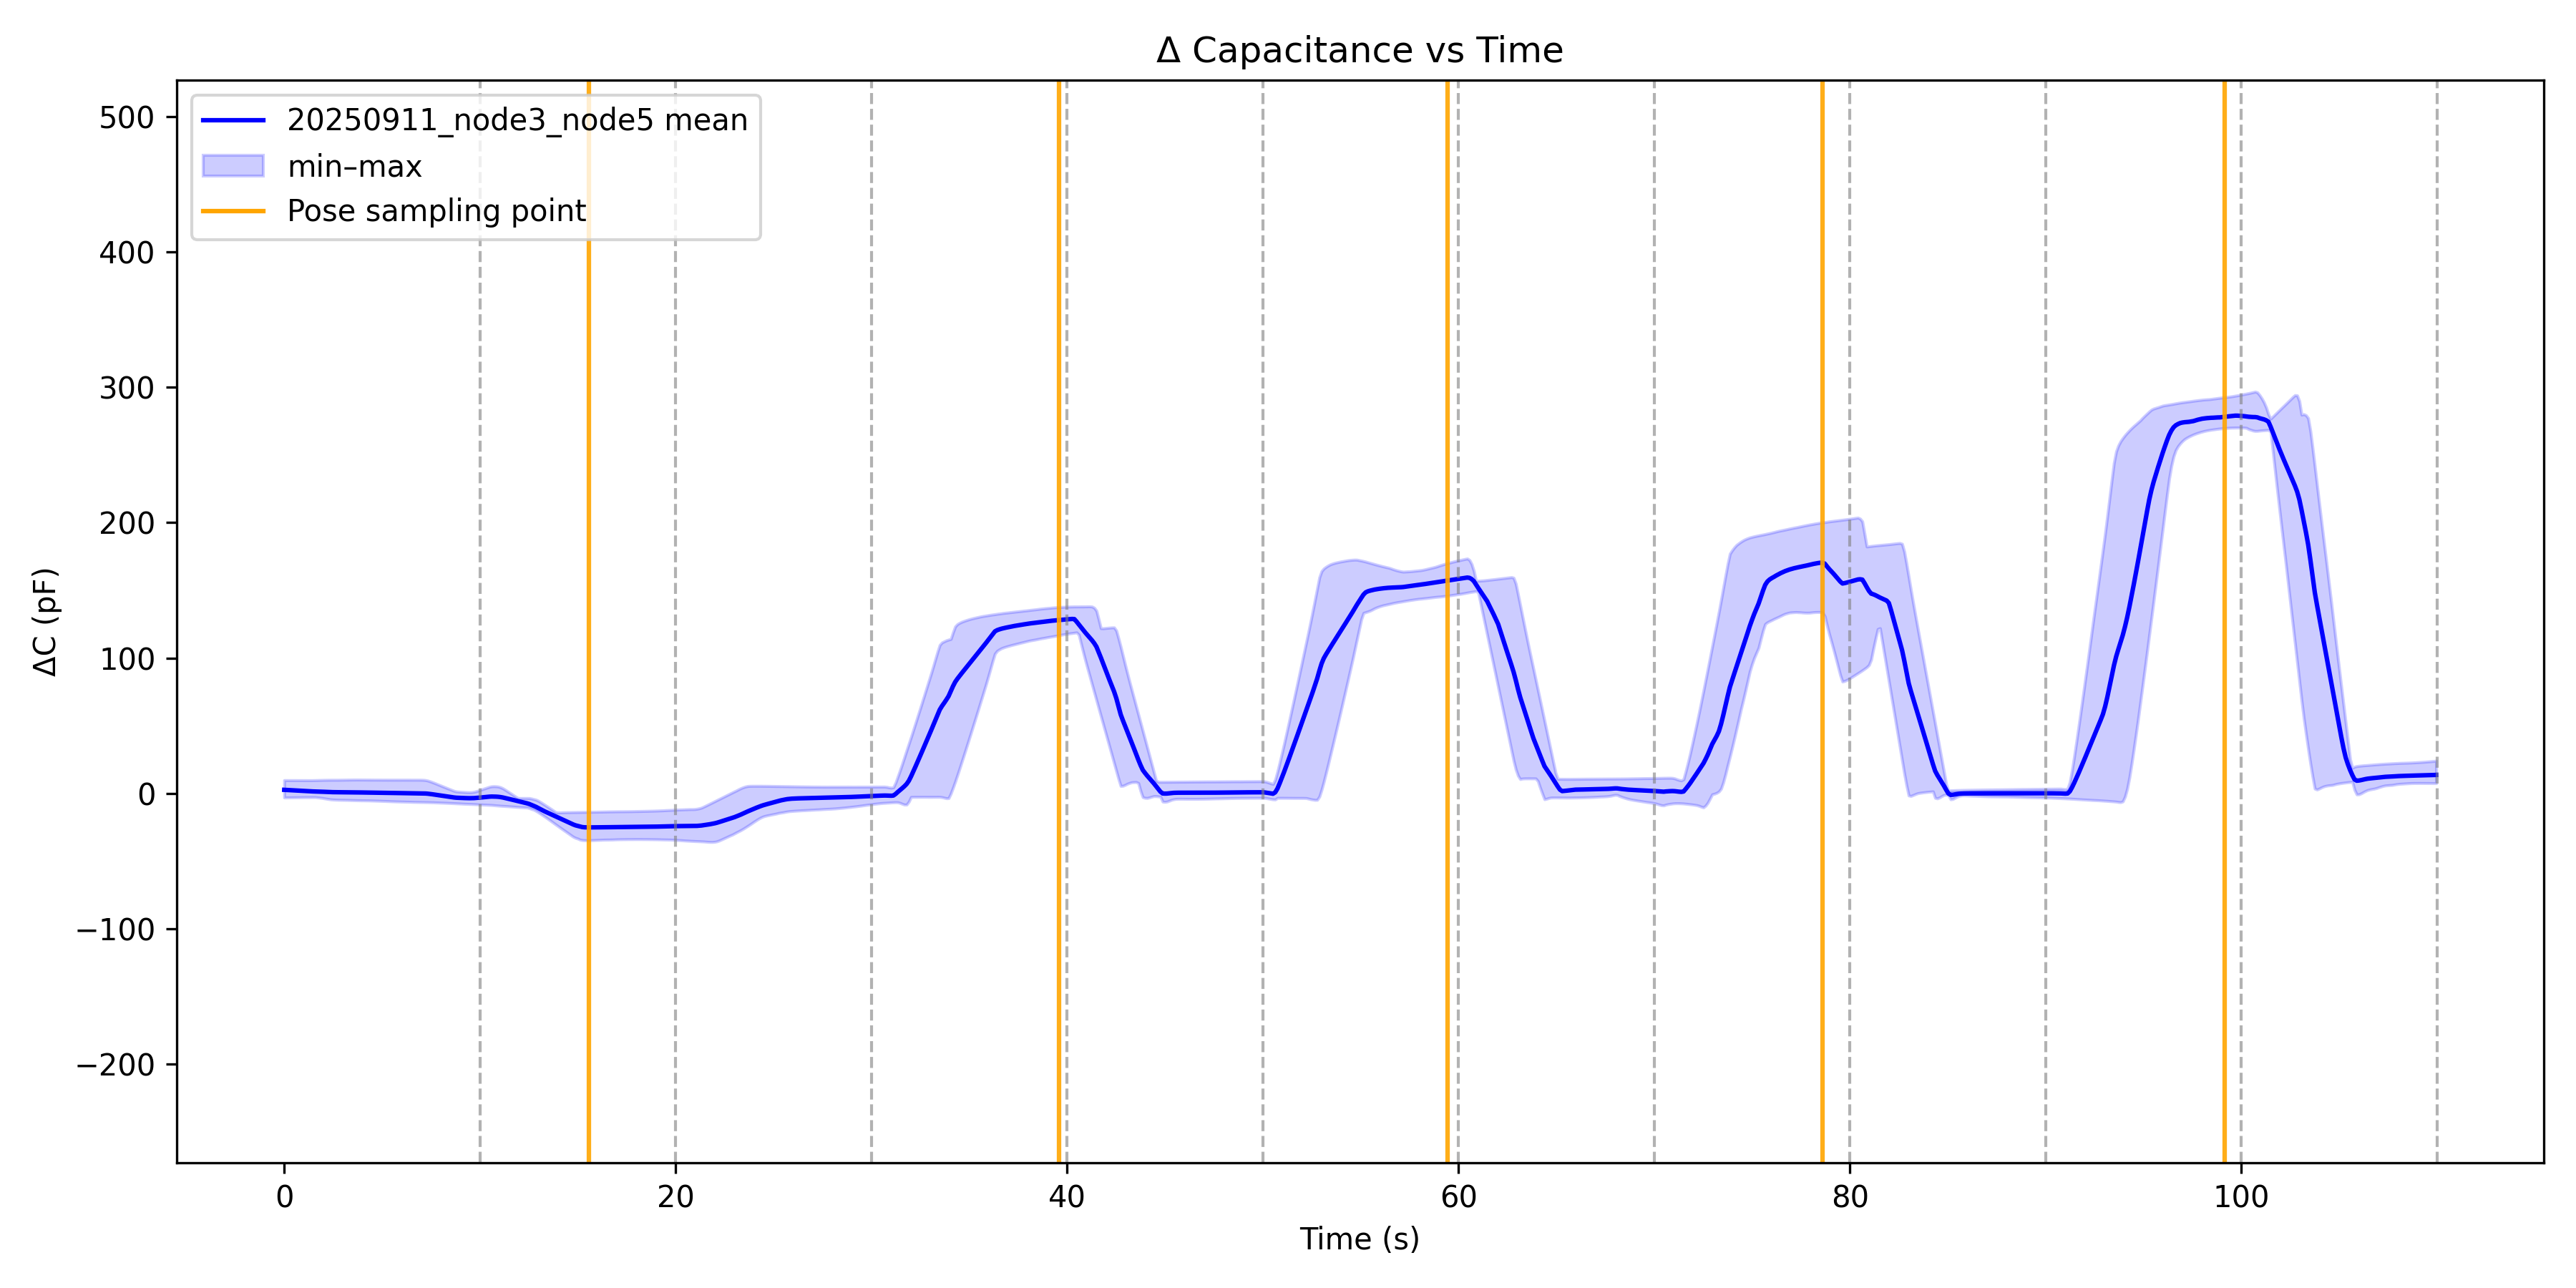 Δ Capacitance vs Time
20250911_node3_node5 mean
min–max
Pose sampling point
ΔC (pF)
500
400
300
200
100
0
−100
−200
0 20 40 60 80 100
Time (s)